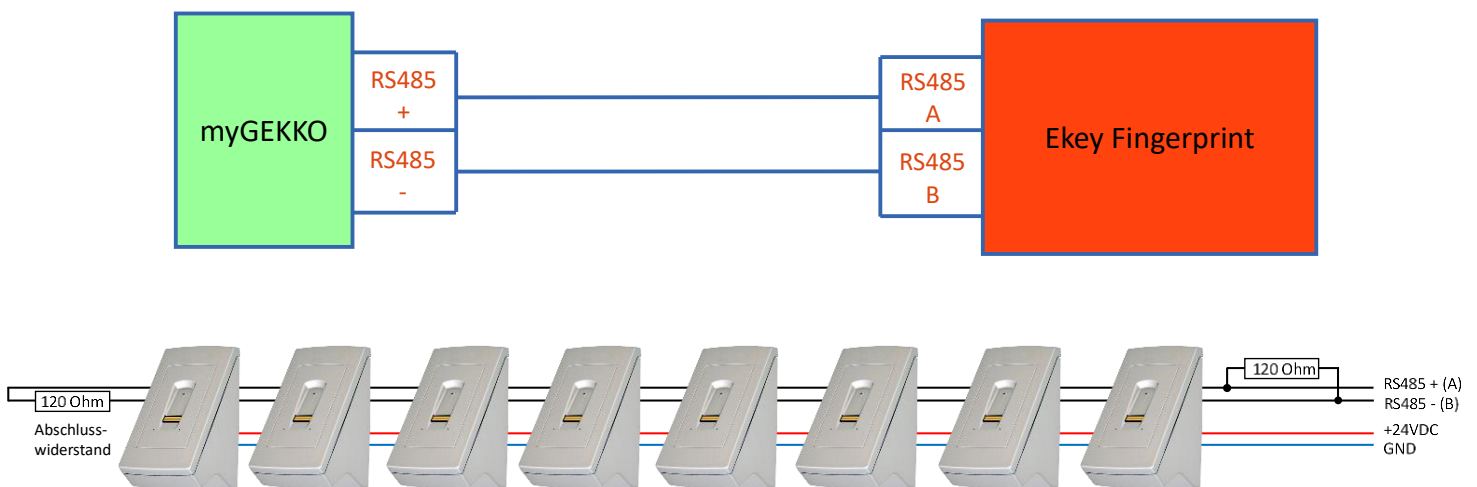 myGEKKO
RS485
+
RS485
-
RS485
A
RS485
B
Ekey Fingerprint
120 Ohm
Abschluss-
widerstand
120 Ohm
RS485 + (A)
RS485 - (B)
+24VDC
GND